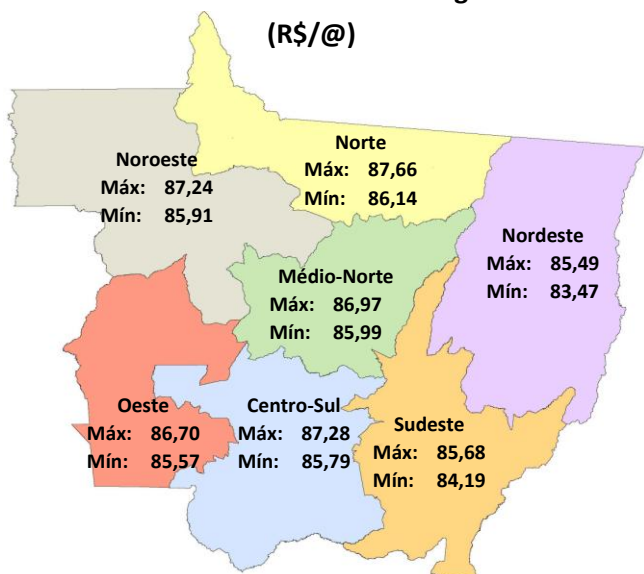 (R$/@)
Norte
Máx: 87,66
Mín: 86,14
Noroeste
Máx: 87,24
Mín: 85,91
Nordeste
Máx: 85,49
Mín: 83,47
Médio-Norte
Máx: 86,97
Mín: 85,99
Oeste
Máx: 86,70
Mín: 85,57
Centro-Sul
Máx: 87,28
Mín: 85,79
Sudeste
Máx: 85,68
Mín: 84,19